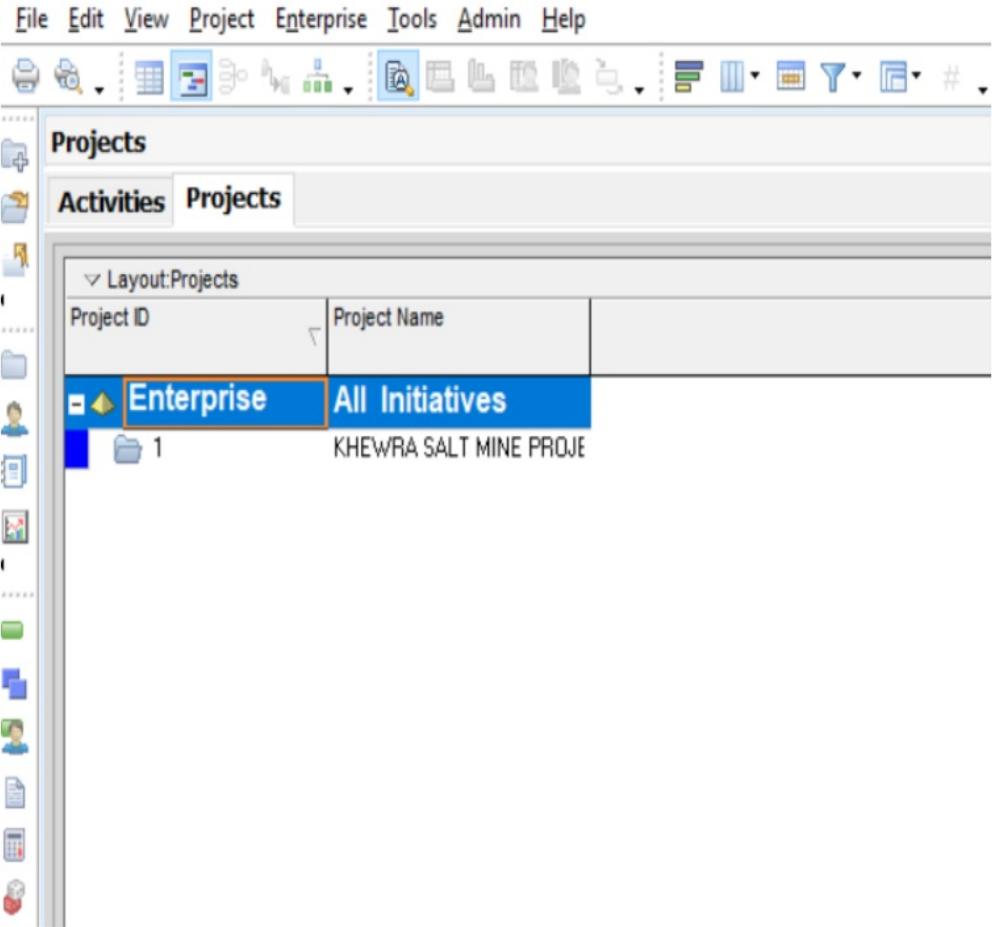 File Edit View Project Enterprise Tools Admin Help
#
Projects
Activities Projects
Layout:Projects
Project ID Project Name
Enterprise All Initiatives
1 KHEWRA SALT MINE PROJE